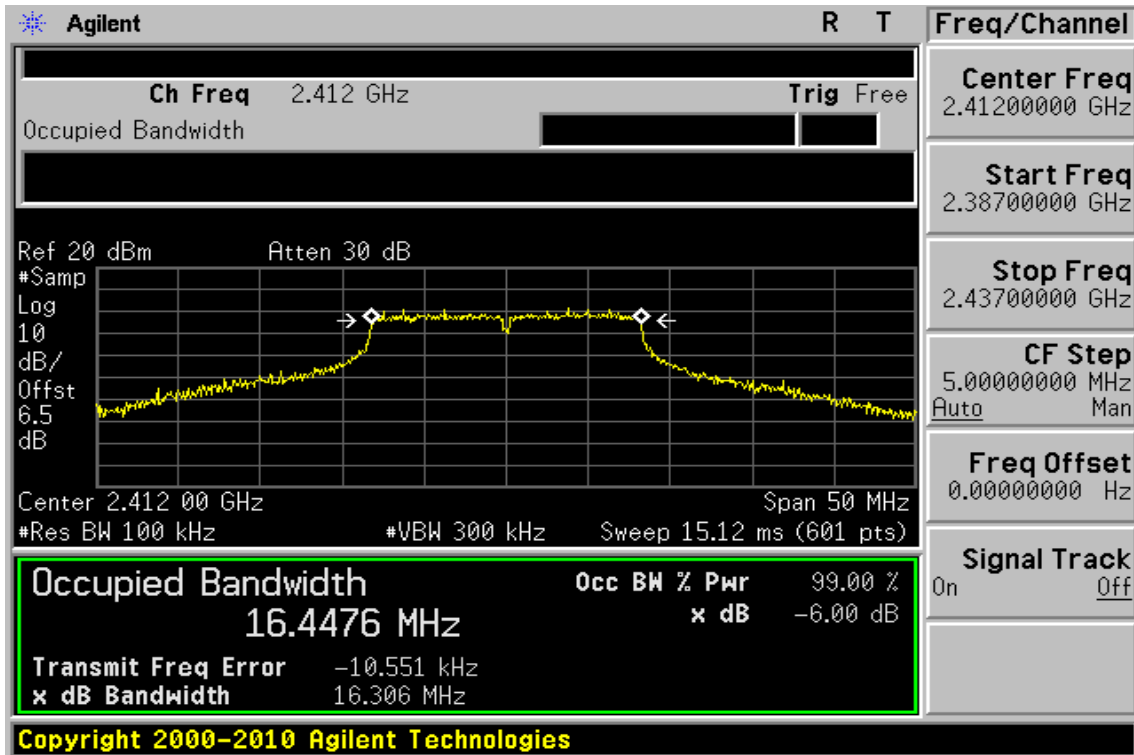 Agilent R T
Ch Freq 2.412 GHz Trig Free
Occupied Bandwidth
Ref 20 dBm Atten 30 dB
#Samp
Log
10
dB/
Offst
6.5
dB
Center 2.412 00 GHz Span 50 MHz
#Res BW 100 kHz #VBW 300 kHz Sweep 15.12 ms (601 pts)
Occupied Bandwidth Occ BW % Pwr 99.00 %
16.4476 MHz x dB -6.00 dB
Transmit Freq Error -10.551 kHz
x dB Bandwidth 16.306 MHz
Copyright 2000-2010 Agilent Technologies
Freq/Channel
Center Freq
2.41200000 GHz
Start Freq
2.38700000 GHz
Stop Freq
2.43700000 GHz
CF Step
5.00000000 MHz
Auto Man
Freq Offset
0.00000000 Hz
Signal Track
On Off